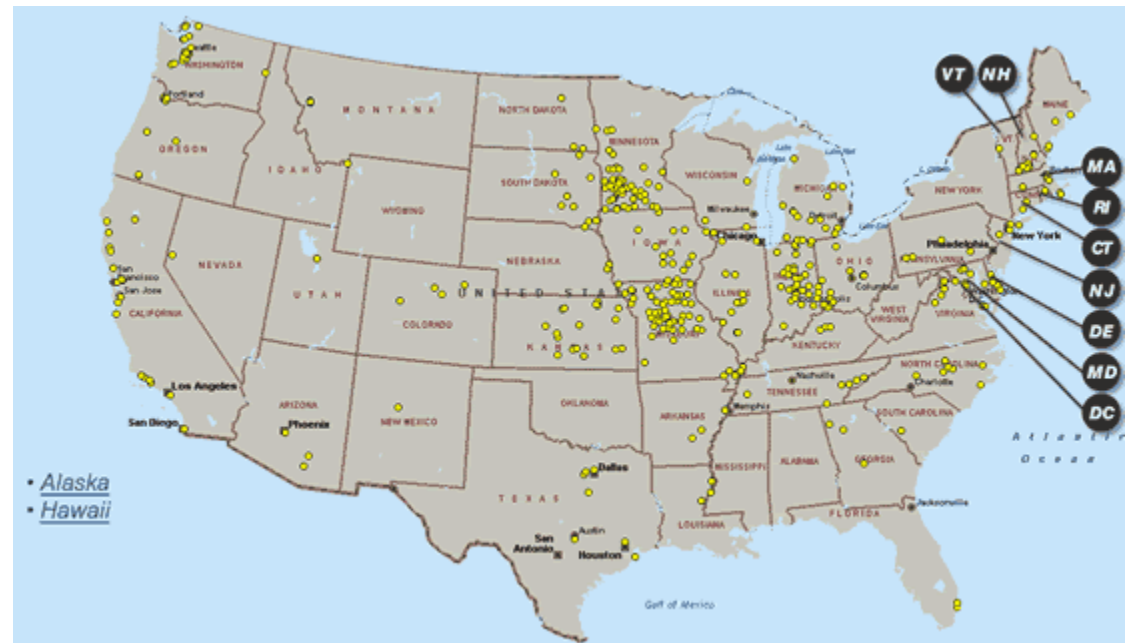 VT
NH
MAINE
WASHINGTON
Portland
MONTANA
NORTH DAKOTA
MINNESOTA
OREGON
IDAHO
SOUTH DAKOTA
WISCONSIN
NEW YORK
MA
WYOMING
Milwaukee
Detroit
RI
IOWA
Chicago
New York
CT
Philadelphia
NEVADA
NEBRASKA
OHIO
NJ
San Jose
UTAH
UNITED STA
ILLINOIS
Columbus
CALIFORNIA
COLORADO
KANSAS
WEST
VIRGINIA
VIRGINIA
DE
KENTUCKY
MD
Los Angeles
Nashville
NORTH CAROLINA
Charlotte
TENNESSEE
DC
ARIZONA
OKLAHOMA
Memphis
San Diego
Phoenix
NEW MEXICO
ARKANSAS
SOUTH CAROLINA
Atlantic
Ocean
MISSISSIPPI
ALABAMA
GEORGIA
Dallas
• Alaska
• Hawaii
TEXAS
Jacksonville
FLORIDA
LOUISIANA
Austin
San
Antonio
Houston
Gulf of Mexico